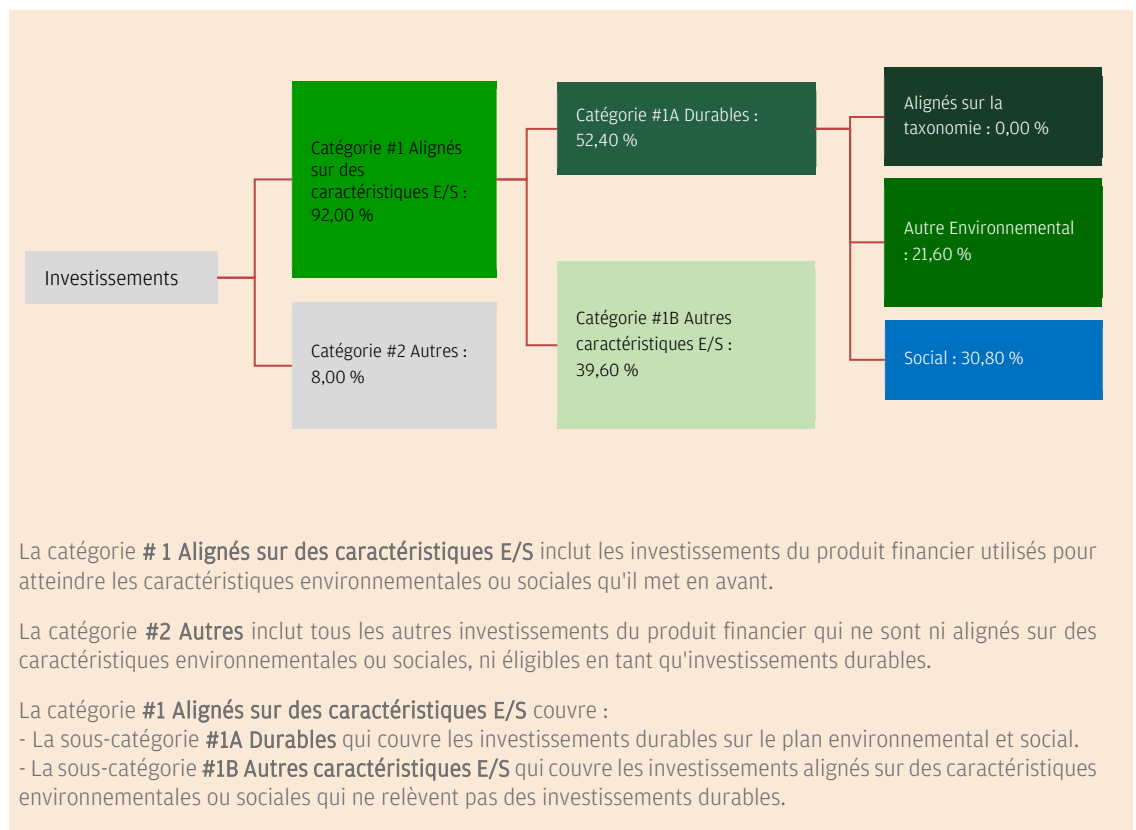 Investissements
Catégorie #1 Alignés
sur des
caractéristiques E/S :
92,00 %
Catégorie #2 Autres :
8,00 %
Catégorie #1A Durables :
52,40 %
Catégorie #1B Autres
caractéristiques E/S :
39,60 %
Alignés sur la
taxonomie : 0,00 %
Autre Environnemental
: 21,60 %
Social : 30,80 %
La catégorie # 1 Alignés sur des caractéristiques E/S inclut les investissements du produit financier utilisés pour
atteindre les caractéristiques environnementales ou sociales qu'il met en avant.
La catégorie #2 Autres inclut tous les autres investissements du produit financier qui ne sont ni alignés sur des
caractéristiques environnementales ou sociales, ni éligibles en tant qu'investissements durables.
La catégorie #1 Alignés sur des caractéristiques E/S couvre :
- La sous-catégorie #1A Durables qui couvre les investissements durables sur le plan environnemental et social.
- La sous-catégorie #1B Autres caractéristiques E/S qui couvre les investissements alignés sur des caractéristiques
environnementales ou sociales qui ne relèvent pas des investissements durables.